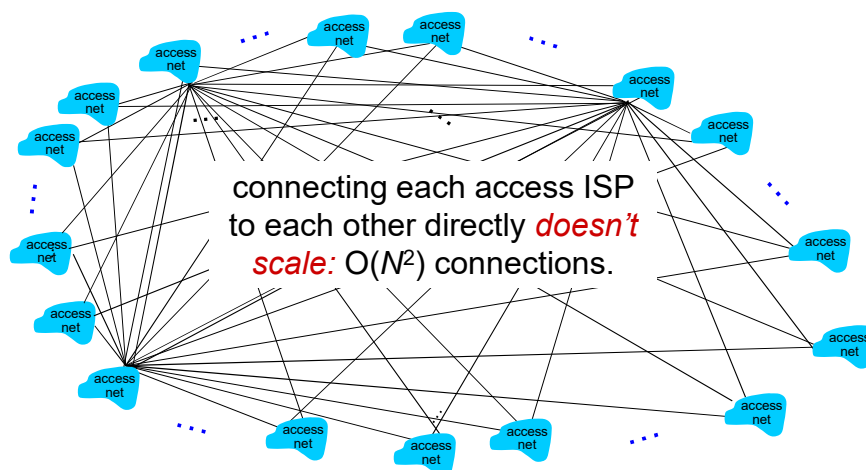 access
net
access
net
access
net
access
net
access
net
access
net
access
net
connecting each access ISP
to each other directly doesn't
scale: O(N²) connections.
access
net
access
net
access
net
access
net
access
net
access
net
access
net
access
net
access
net